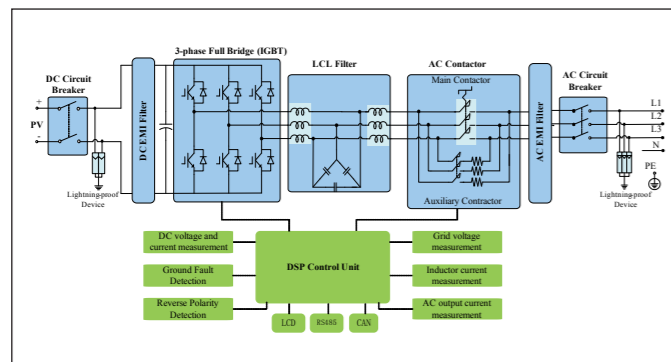 3-phase Full Bridge (IGBT)
LCL Filter
AC Contactor
Main Contactor
DC Circuit
Breaker
AC Circuit
Breaker
+
PV
-
DC EMI Filter
AC EMI Filter
L1
L2
L3
N
PE
Lightning-proof
Device
Auxiliary Contractor
Lightning-proof
Device
DC voltage and
current measurement
Ground Fault
Detection
Reverse Polarity
Detection
DSP Control Unit
Grid voltage
measurement
Inductor current
measurement
AC output current
measurement
LCD
RS485
CAN